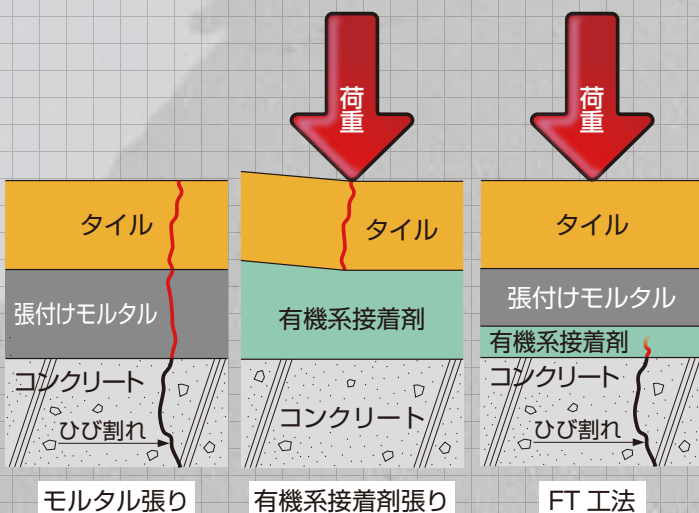 荷重
荷重
タイル
張付けモルタル
コンクリート
ひび割れ
モルタル張り
タイル
有機系接着剤
コンクリート
有機系接着剤張り
タイル
張付けモルタル
有機系接着剤
コンクリート
ひび割れ
FT 工法